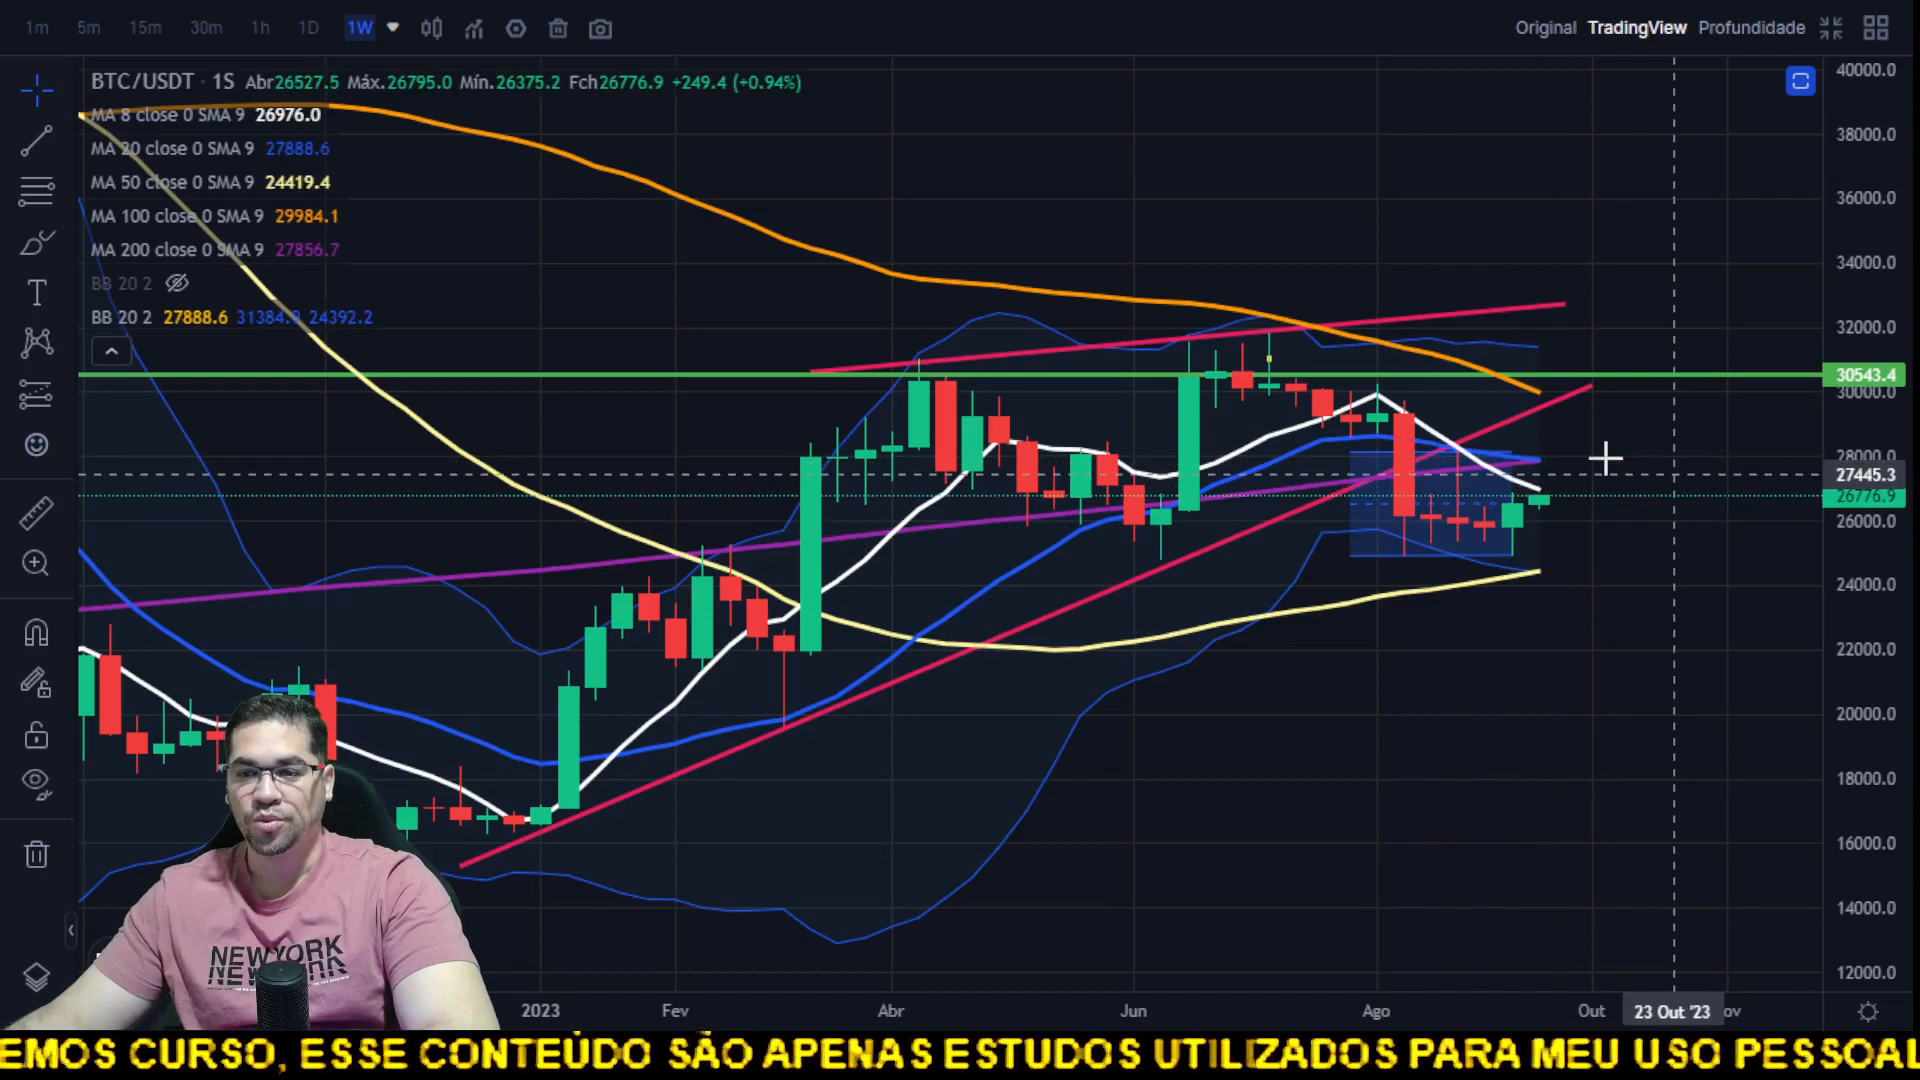 1m 5m 15m 30m 1h 1D 1W
Original TradingView Profundidade
BTC/USDT · 1S Abr26527.5 Máx.26795.0 Mín.26375.2 Fch26776.9 +249.4 (+0.94%)
MA 8 close 0 SMA 9 26976.0
MA 20 close 0 SMA 9 27888.6
MA 50 close 0 SMA 9 24419.4
MA 100 close 0 SMA 9 29984.1
MA 200 close 0 SMA 9 27856.7
BB 20 2
BB 20 2 27888.6 24392.2
40000.0
38000.0
36000.0
34000.0
32000.0
30543.4
30000.0
28000.0
27445.3
26776.9
26000.0
24000.0
22000.0
20000.0
18000.0
16000.0
14000.0
12000.0
NEWYORK
2023 Fev Abr Jun Ago Out 23 Out '23 ov
EMOS CURSO, ESSE CONTEÚDO SÃO APENAS ESTUDOS UTILIZADOS PARA MEU USO PESSOAL